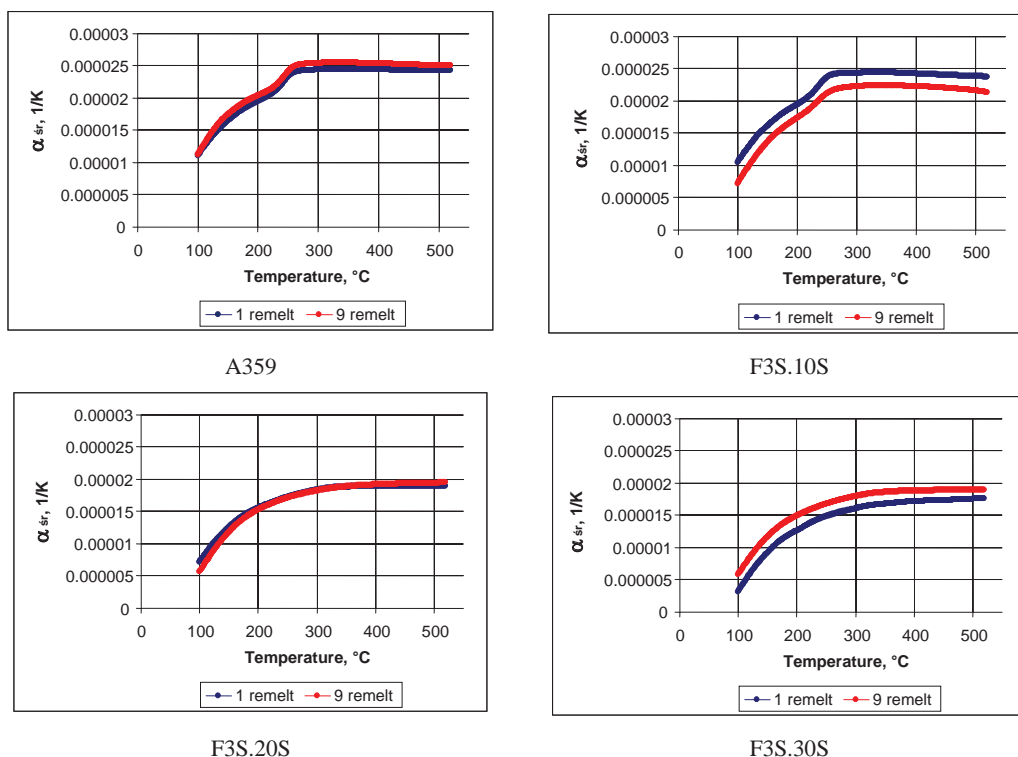 0.00003
0.000025
0.00002
0.000015
0.00001
0.000005
0
α śr, 1/K
0 100 200 300 400 500
Temperature, °C
1 remelt 9 remelt
A359
0.00003
0.000025
0.00002
0.000015
0.00001
0.000005
0
α śr, 1/K
0 100 200 300 400 500
Temperature, °C
1 remelt 9 remelt
F3S.10S
0.00003
0.000025
0.00002
0.000015
0.00001
0.000005
0
α śr, 1/K
0 100 200 300 400 500
Temperature, °C
1 remelt 9 remelt
F3S.20S
0.00003
0.000025
0.00002
0.000015
0.00001
0.000005
0
α śr, 1/K
0 100 200 300 400 500
Temperature, °C
1 remelt 9 remelt
F3S.30S